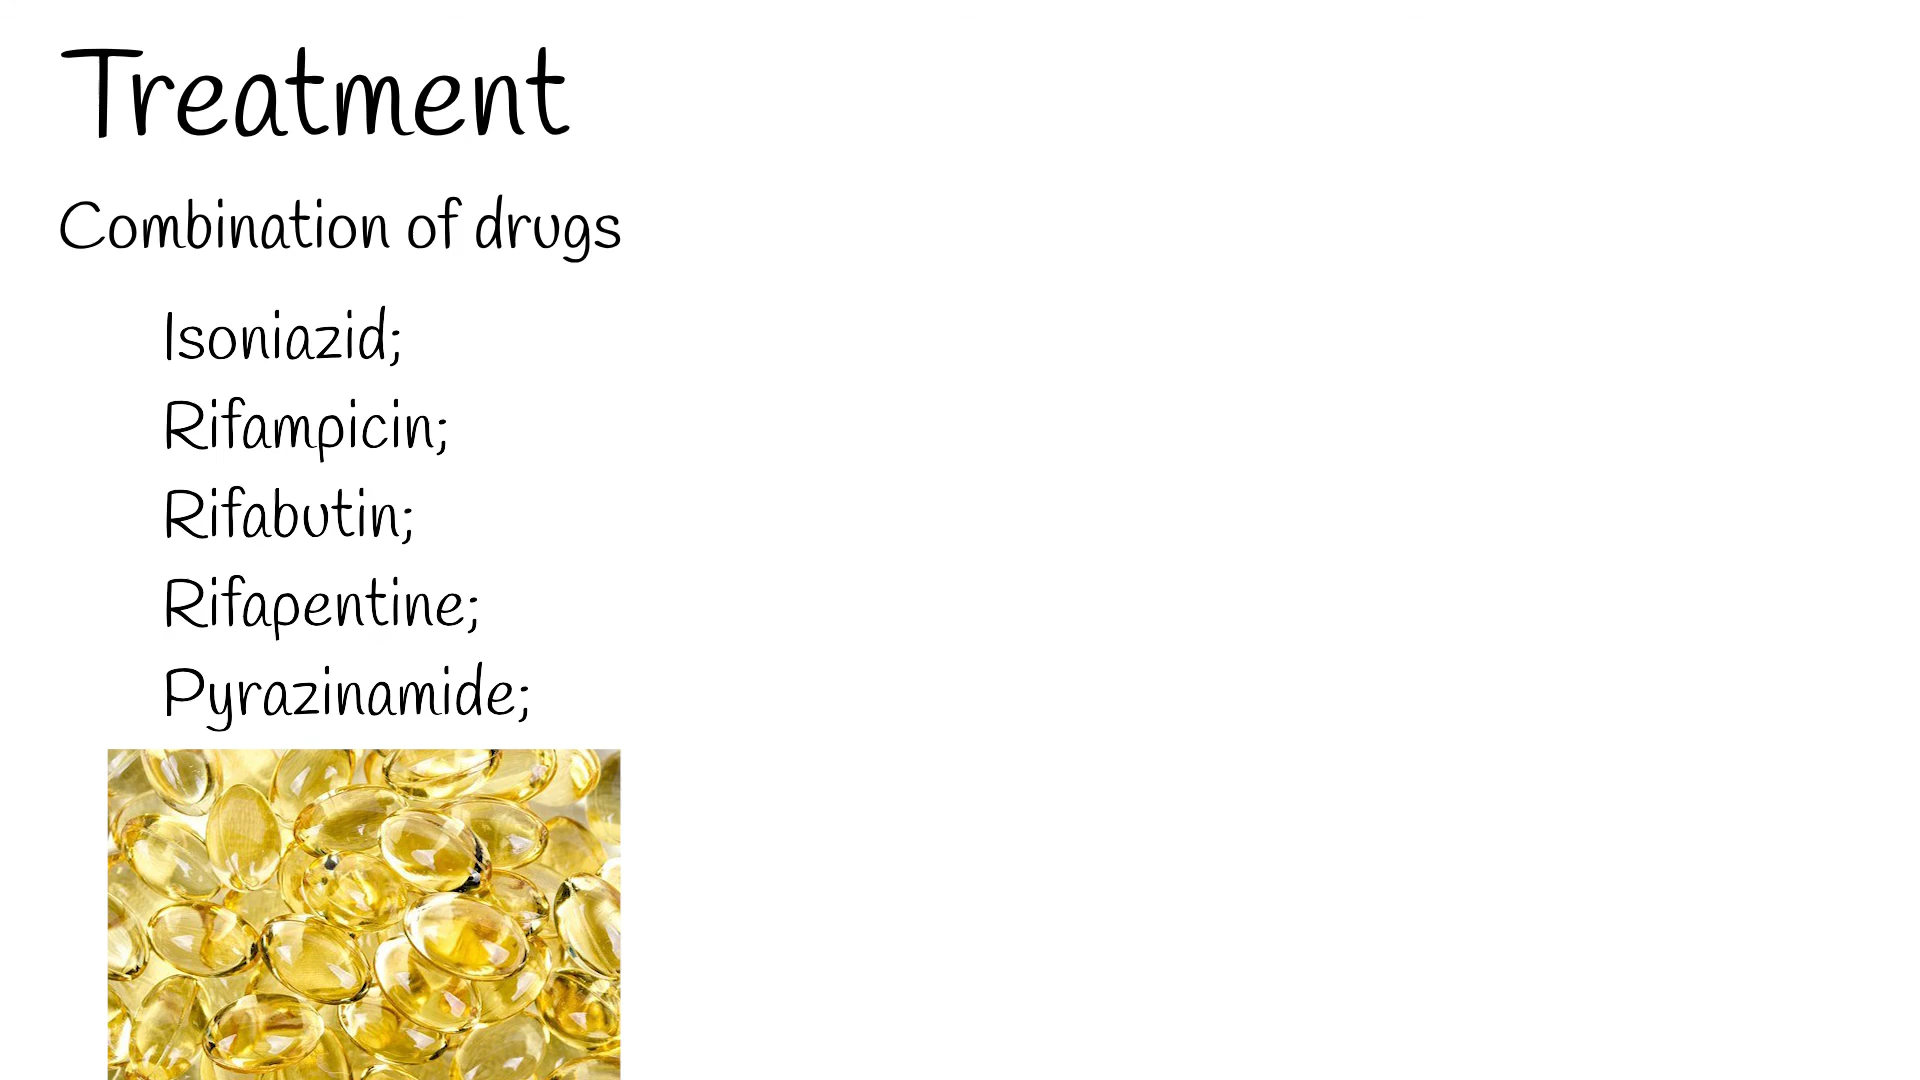 Treatment
Combination of drugs
Isoniazid;
Rifampicin;
Rifabutin;
Rifapentine;
Pyrazinamide;